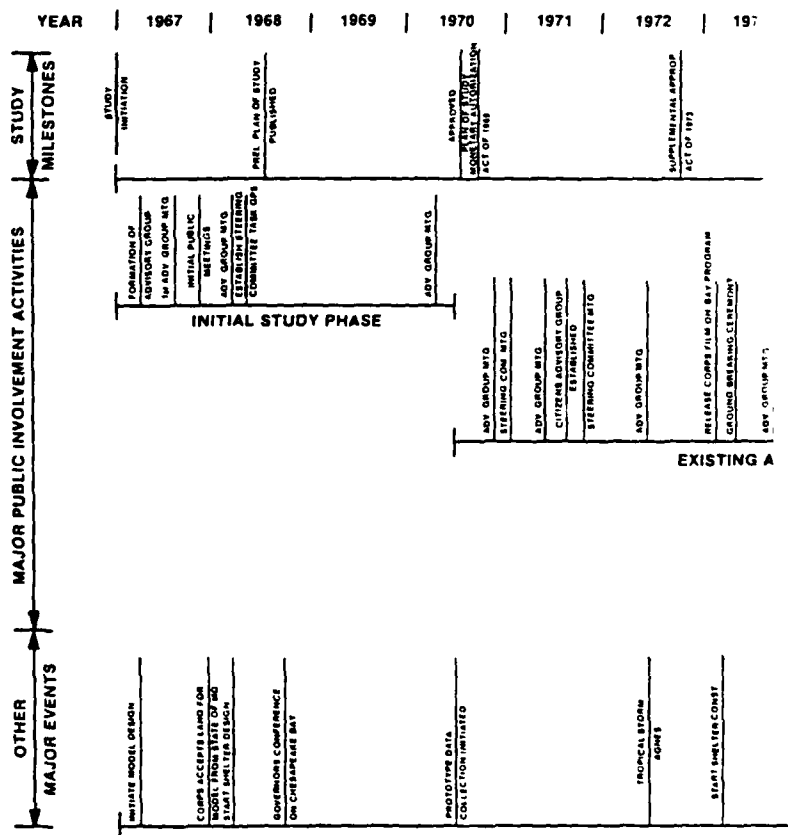 YEAR 1967 1968 1969 1970 1971 1972 197
STUDY
MILESTONES
STUDY
INITIATION
PREL PLAN OF STUDY
PUBLISHED
APPROVED
PLAN OF STUDY
MONETARY AUTORIZATION
ACT OF 1969
SUPPLEMENTAL APPROP
ACT OF 1973
MAJOR PUBLIC INVOLVEMENT ACTIVITIES
FORMATION OF
ADVISORY GROUP
1st ADV GROUP MTG
INITIAL PUBLIC
MEETINGS
ADV GROUP MTG
ESTABLISH STEERING
COMMITTEE TASK GPS
ADV GROUP MTG
INITIAL STUDY PHASE
ADV GROUP MTG
STEERING COM MTG
ADV GROUP MTG
CITIZENS ADVISORY GROUP
ESTABLISHED
STEERING COMMITTEE MTG
ADV GROUP MTG
RELEASE CORPS FILM ON BAY PROGRAM
GROUND BREAKING CEREMONY
ADV GROUP MTG
EXISTING A
OTHER
MAJOR EVENTS
INITIATE MODEL DESIGN
CORPS ACCEPTS LAND FOR
MODEL FROM STATE OF MD
START SHELTER DESIGN
GOVERNORS CONFERENCE
ON CHESAPEARE BAY
PROTOTYPE DATA
COLLECTION INITIATED
TROPICAL STORM
AGNES
START SHELTER CONST